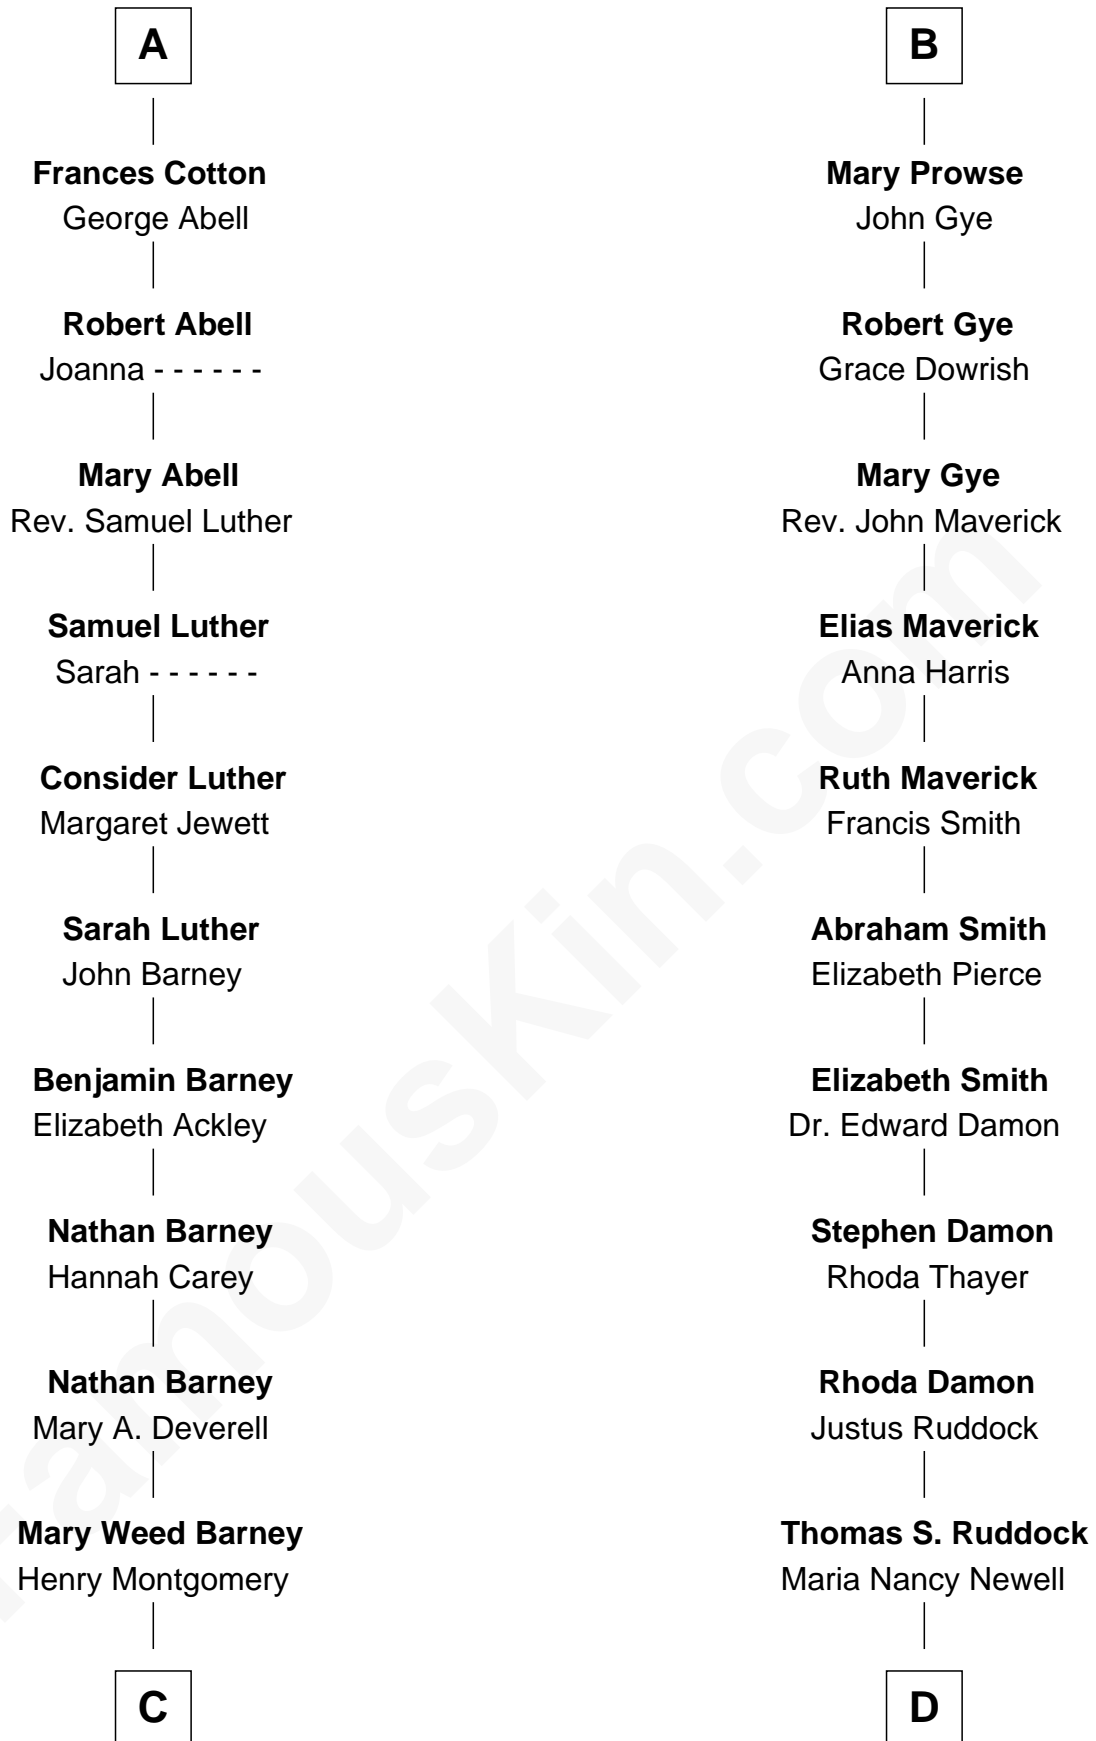 A
Frances Cotton
George Abell
Robert Abell
Joanna - - - - - -
Mary Abell
Rev. Samuel Luther
Samuel Luther
Sarah - - - - - -
Consider Luther
Margaret Jewett
Sarah Luther
John Barney
Benjamin Barney
Elizabeth Ackley
Nathan Barney
Hannah Carey
Nathan Barney
Mary A. Deverell
Mary Weed Barney
Henry Montgomery
C
B
Mary Prowse
John Gye
Robert Gye
Grace Dowrish
Mary Gye
Rev. John Maverick
Elias Maverick
Anna Harris
Ruth Maverick
Francis Smith
Abraham Smith
Elizabeth Pierce
Elizabeth Smith
Dr. Edward Damon
Stephen Damon
Rhoda Thayer
Rhoda Damon
Justus Ruddock
Thomas S. Ruddock
Maria Nancy Newell
D
FamousKin.com